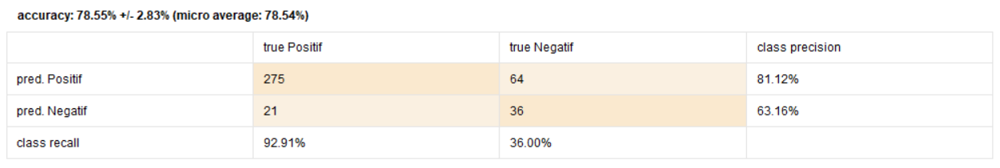 accuracy: 78.55% +/- 2.83% (micro average: 78.54%)
true Positif true Negatif class precision
pred. Positif 275 64 81.12%
pred. Negatif 21 36 63.16%
class recall 92.91% 36.00%